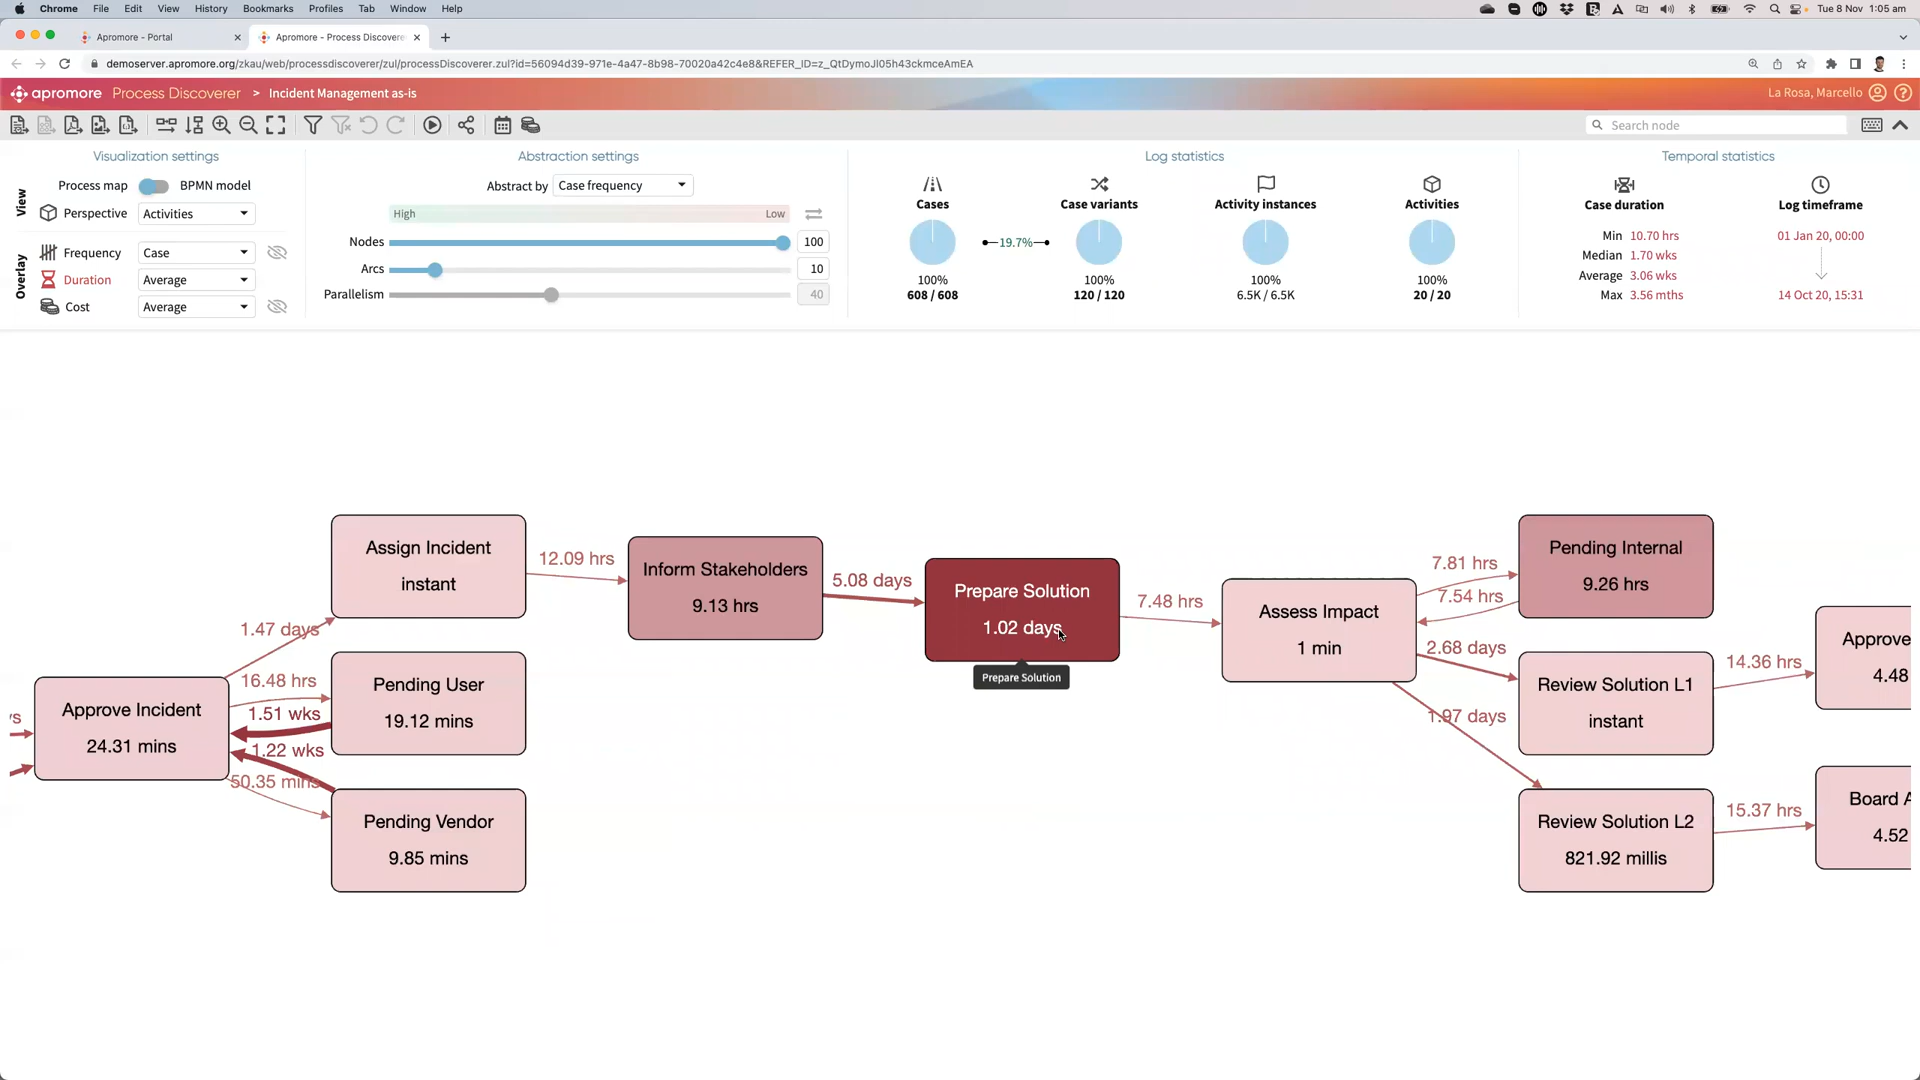 Chrome File Edit View History Bookmarks Profiles Tab Window Help Tue 8 Nov 1:05 am
Apromore - Portal
Apromore - Process Discovere
demoserver.apromore.org/zkau/web/processdiscoverer/zul/processDiscoverer.zul?id=56094d39-971e-4a47-8b98-70020a42c4e8&REFER_ID=z_QtDymoJl05h43ckmceAmEA
apromore Process Discoverer > Incident Management as-is
La Rosa, Marcello
Search node
Visualization settings
View
Process map
BPMN model
Perspective
Activities
Overlay
Frequency
Case
Duration
Average
Cost
Average
Abstraction settings
Abstract by
Case frequency
High
Low
Nodes
100
Arcs
10
Parallelism
40
Log statistics
Cases
100%
608 / 608
19.7%
Case variants
100%
120 / 120
Activity instances
100%
6.5K / 6.5K
Activities
100%
20 / 20
Temporal statistics
Case duration
Min 10.70 hrs
Median 1.70 wks
Average 3.06 wks
Max 3.56 mths
Log timeframe
01 Jan 20, 00:00
14 Oct 20, 15:31
Approve Incident
24.31 mins
1.47 days
16.48 hrs
1.51 wks
1.22 wks
50.35 mins
Assign Incident
instant
Pending User
19.12 mins
Pending Vendor
9.85 mins
12.09 hrs
Inform Stakeholders
9.13 hrs
5.08 days
Prepare Solution
1.02 days
Prepare Solution
7.48 hrs
Assess Impact
1 min
7.81 hrs
7.54 hrs
2.68 days
1.97 days
Pending Internal
9.26 hrs
Review Solution L1
instant
Review Solution L2
821.92 millis
14.36 hrs
15.37 hrs
Approve
4.48
Board A
4.52